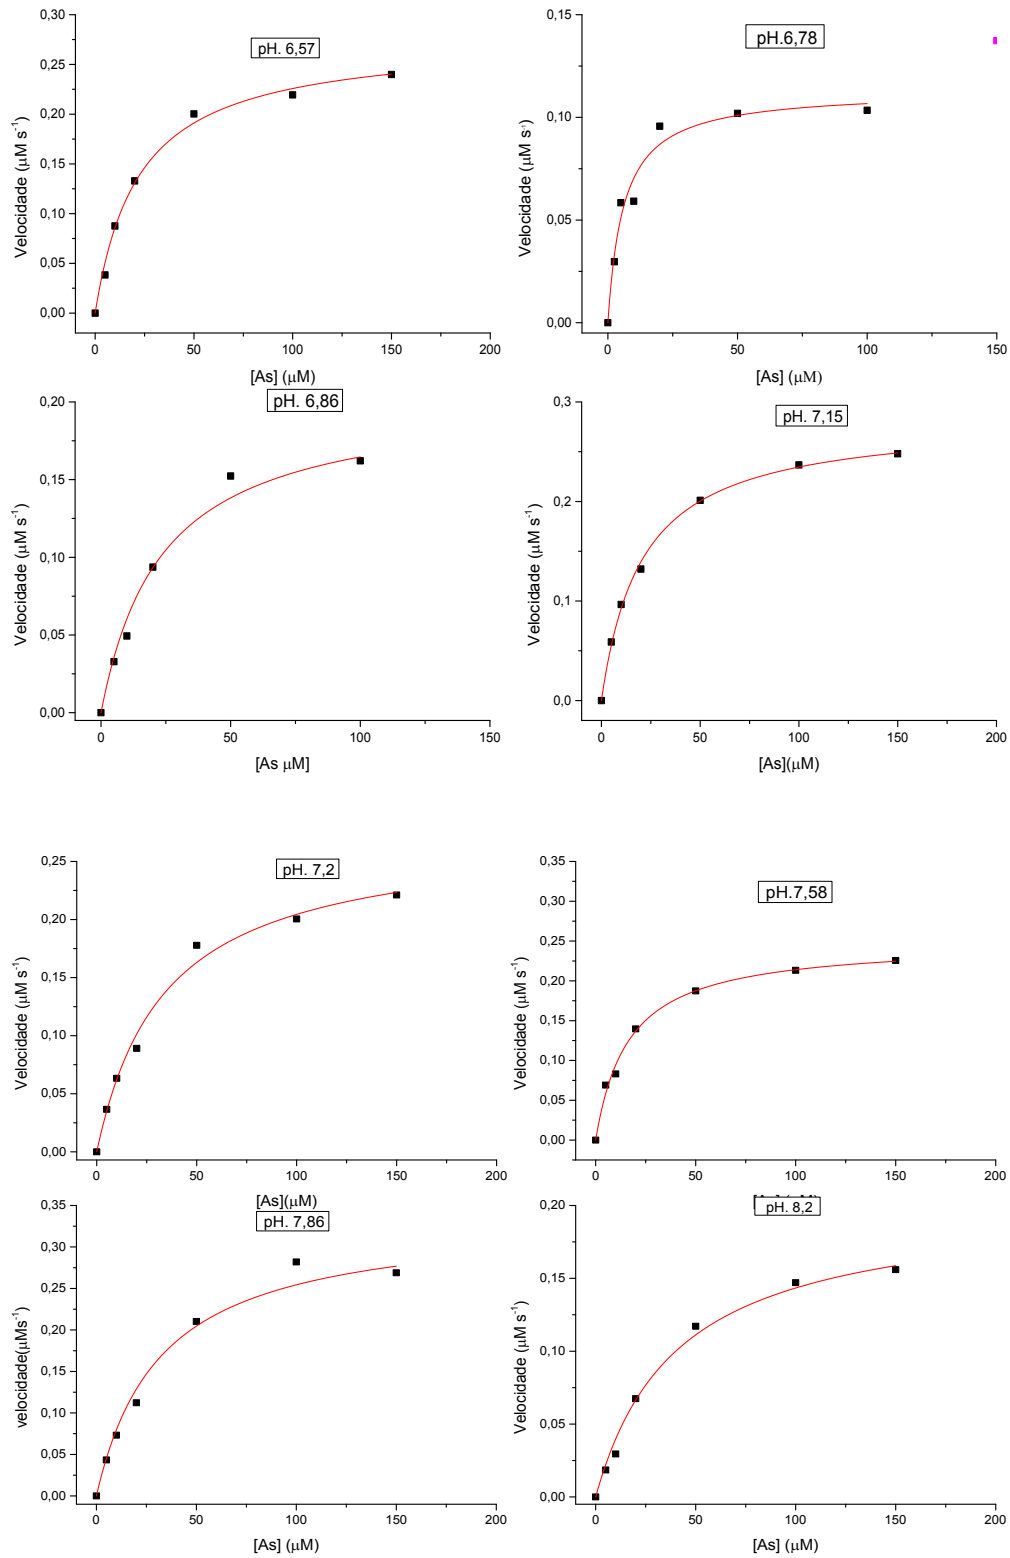 pH. 6,57
0,30
0,25
0,20
0,15
0,10
0,05
0,00
Velocidade (μM s⁻¹)
0 50 100 150 200
[As] (μM)
pH.6,78
0,15
0,10
0,05
0,00
Velocidade (μM s⁻¹)
0 50 100 150
[As] (μM)
pH. 6,86
0,20
0,15
0,10
0,05
0,00
Velocidade (μM s⁻¹)
0 50 100 150
[As μM]
pH. 7,15
0,3
0,2
0,1
0,0
Velocidade (μM s⁻¹)
0 50 100 150 200
[As](μM)
pH. 7,2
0,25
0,20
0,15
0,10
0,05
0,00
Velocidade (μM s⁻¹)
0 50 100 150 200
[As](μM)
pH.7,58
0,35
0,30
0,25
0,20
0,15
0,10
0,05
0,00
Velocidade (μM s⁻¹)
0 50 100 150 200
pH. 7,86
0,35
0,30
0,25
0,20
0,15
0,10
0,05
0,00
velocidade(μMs⁻¹)
0 50 100 150 200
[As] (μM)
pH. 8,2
0,20
0,15
0,10
0,05
0,00
Velocidade (μM s⁻¹)
0 50 100 150 200
[As] (μM)